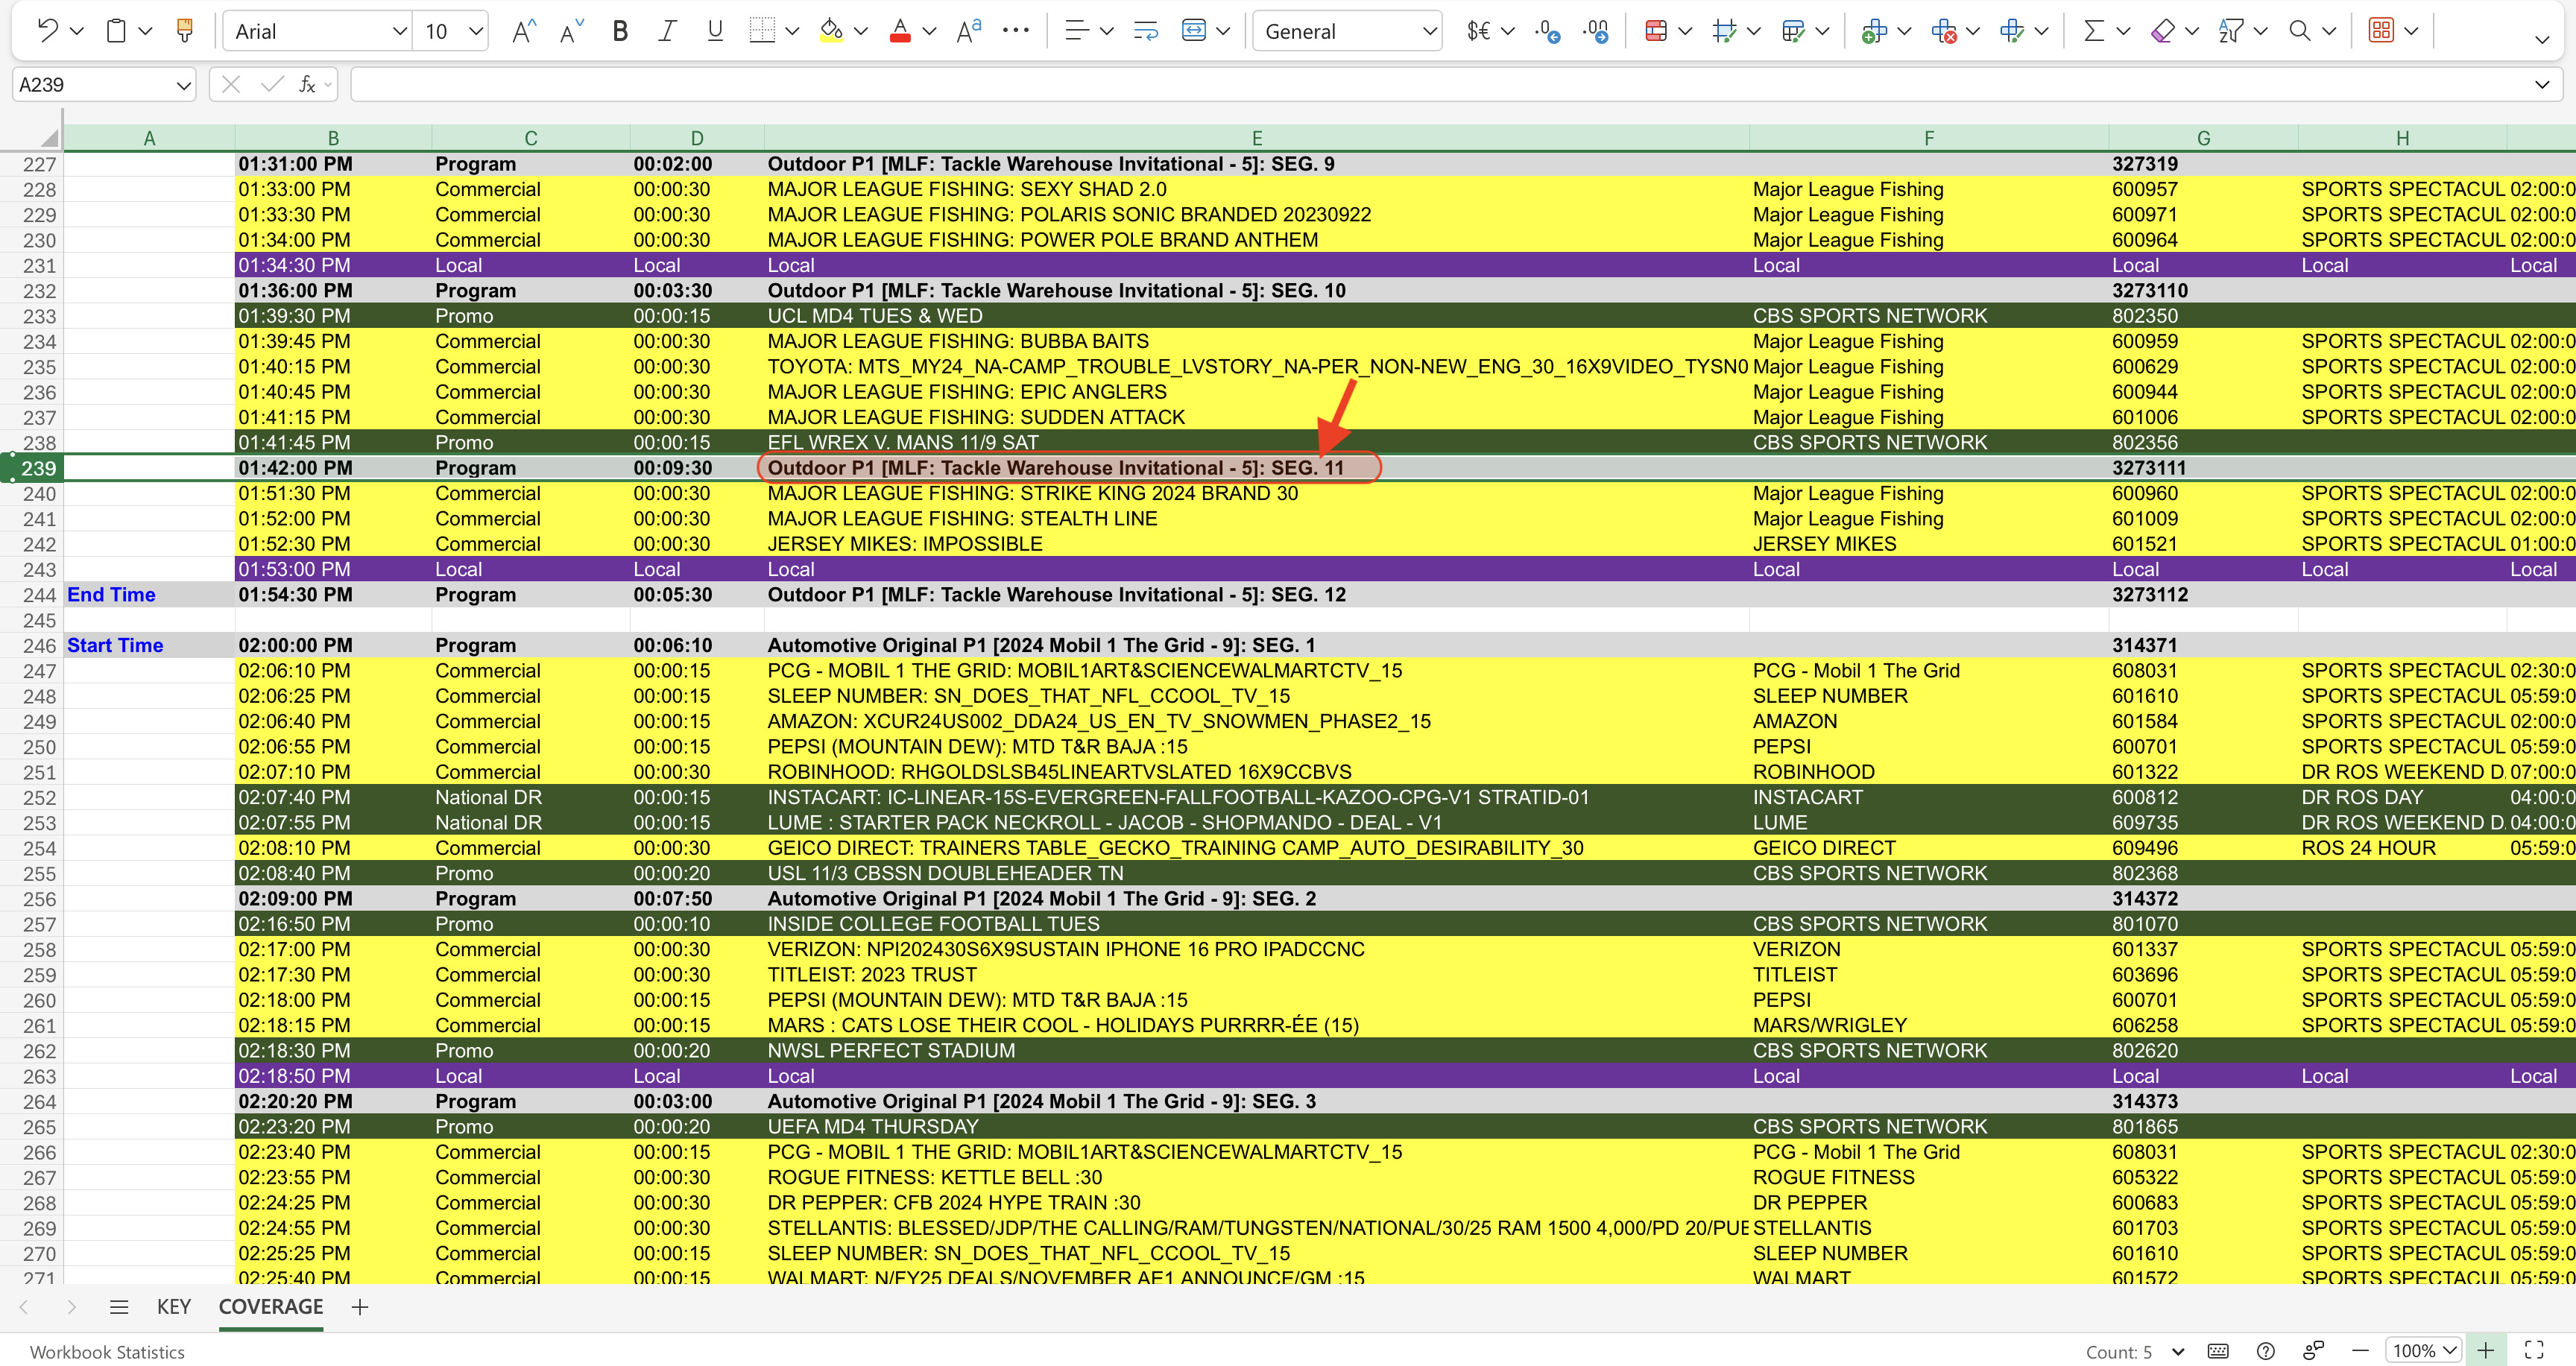 Arial 10 B I U General $€
A239 fx
A B C D E F G H
227 01:31:00 PM Program 00:02:00 Outdoor P1 [MLF: Tackle Warehouse Invitational - 5]: SEG. 9 327319
228 01:33:00 PM Commercial 00:00:30 MAJOR LEAGUE FISHING: SEXY SHAD 2.0 Major League Fishing 600957 SPORTS SPECTACUL 02:00:0
229 01:33:30 PM Commercial 00:00:30 MAJOR LEAGUE FISHING: POLARIS SONIC BRANDED 20230922 Major League Fishing 600971 SPORTS SPECTACUL 02:00:0
230 01:34:00 PM Commercial 00:00:30 MAJOR LEAGUE FISHING: POWER POLE BRAND ANTHEM Major League Fishing 600964 SPORTS SPECTACUL 02:00:0
231 01:34:30 PM Local Local Local Local Local Local Local
232 01:36:00 PM Program 00:03:30 Outdoor P1 [MLF: Tackle Warehouse Invitational - 5]: SEG. 10 3273110
233 01:39:30 PM Promo 00:00:15 UCL MD4 TUES & WED CBS SPORTS NETWORK 802350
234 01:39:45 PM Commercial 00:00:30 MAJOR LEAGUE FISHING: BUBBA BAITS Major League Fishing 600959 SPORTS SPECTACUL 02:00:0
235 01:40:15 PM Commercial 00:00:30 TOYOTA: MTS_MY24_NA-CAMP_TROUBLE_LVSTORY_NA-PER_NON-NEW_ENG_30_16X9VIDEO_TYSN0 Major League Fishing 600629 SPORTS SPECTACUL 02:00:0
236 01:40:45 PM Commercial 00:00:30 MAJOR LEAGUE FISHING: EPIC ANGLERS Major League Fishing 600944 SPORTS SPECTACUL 02:00:0
237 01:41:15 PM Commercial 00:00:30 MAJOR LEAGUE FISHING: SUDDEN ATTACK Major League Fishing 601006 SPORTS SPECTACUL 02:00:0
238 01:41:45 PM Promo 00:00:15 EFL WREX V. MANS 11/9 SAT CBS SPORTS NETWORK 802356
239 01:42:00 PM Program 00:09:30 Outdoor P1 [MLF: Tackle Warehouse Invitational - 5]: SEG. 11 3273111
240 01:51:30 PM Commercial 00:00:30 MAJOR LEAGUE FISHING: STRIKE KING 2024 BRAND 30 Major League Fishing 600960 SPORTS SPECTACUL 02:00:0
241 01:52:00 PM Commercial 00:00:30 MAJOR LEAGUE FISHING: STEALTH LINE Major League Fishing 601009 SPORTS SPECTACUL 02:00:0
242 01:52:30 PM Commercial 00:00:30 JERSEY MIKES: IMPOSSIBLE JERSEY MIKES 601521 SPORTS SPECTACUL 01:00:0
243 01:53:00 PM Local Local Local Local Local Local Local
244 End Time 01:54:30 PM Program 00:05:30 Outdoor P1 [MLF: Tackle Warehouse Invitational - 5]: SEG. 12 3273112
245
246 Start Time 02:00:00 PM Program 00:06:10 Automotive Original P1 [2024 Mobil 1 The Grid - 9]: SEG. 1 314371
247 02:06:10 PM Commercial 00:00:15 PCG - MOBIL 1 THE GRID: MOBIL1ART&SCIENCEWALMARTCTV_15 PCG - Mobil 1 The Grid 608031 SPORTS SPECTACUL 02:30:0
248 02:06:25 PM Commercial 00:00:15 SLEEP NUMBER: SN_DOES_THAT_NFL_CCOOL_TV_15 SLEEP NUMBER 601610 SPORTS SPECTACUL 05:59:0
249 02:06:40 PM Commercial 00:00:15 AMAZON: XCUR24US002_DDA24_US_EN_TV_SNOWMEN_PHASE2_15 AMAZON 601584 SPORTS SPECTACUL 02:00:0
250 02:06:55 PM Commercial 00:00:15 PEPSI (MOUNTAIN DEW): MTD T&R BAJA :15 PEPSI 600701 SPORTS SPECTACUL 05:59:0
251 02:07:10 PM Commercial 00:00:30 ROBINHOOD: RHGOLDSLSB45LINEARTVSLATED 16X9CCBVS ROBINHOOD 601322 DR ROS WEEKEND D. 07:00:0
252 02:07:40 PM National DR 00:00:15 INSTACART: IC-LINEAR-15S-EVERGREEN-FALLFOOTBALL-KAZOO-CPG-V1 STRATID-01 INSTACART 600812 DR ROS DAY 04:00:0
253 02:07:55 PM National DR 00:00:15 LUME : STARTER PACK NECKROLL - JACOB - SHOPMANDO - DEAL - V1 LUME 609735 DR ROS WEEKEND D. 04:00:0
254 02:08:10 PM Commercial 00:00:30 GEICO DIRECT: TRAINERS TABLE_GECKO_TRAINING CAMP_AUTO_DESIRABILITY_30 GEICO DIRECT 609496 ROS 24 HOUR 05:59:0
255 02:08:40 PM Promo 00:00:20 USL 11/3 CBSSN DOUBLEHEADER TN CBS SPORTS NETWORK 802368
256 02:09:00 PM Program 00:07:50 Automotive Original P1 [2024 Mobil 1 The Grid - 9]: SEG. 2 314372
257 02:16:50 PM Promo 00:00:10 INSIDE COLLEGE FOOTBALL TUES CBS SPORTS NETWORK 801070
258 02:17:00 PM Commercial 00:00:30 VERIZON: NPI202430S6X9SUSTAIN IPHONE 16 PRO IPADCCNC VERIZON 601337 SPORTS SPECTACUL 05:59:0
259 02:17:30 PM Commercial 00:00:30 TITLEIST: 2023 TRUST TITLEIST 603696 SPORTS SPECTACUL 05:59:0
260 02:18:00 PM Commercial 00:00:15 PEPSI (MOUNTAIN DEW): MTD T&R BAJA :15 PEPSI 600701 SPORTS SPECTACUL 05:59:0
261 02:18:15 PM Commercial 00:00:15 MARS : CATS LOSE THEIR COOL - HOLIDAYS PURRRR-ÉE (15) MARS/WRIGLEY 606258 SPORTS SPECTACUL 05:59:0
262 02:18:30 PM Promo 00:00:20 NWSL PERFECT STADIUM CBS SPORTS NETWORK 802620
263 02:18:50 PM Local Local Local Local Local Local Local
264 02:20:20 PM Program 00:03:00 Automotive Original P1 [2024 Mobil 1 The Grid - 9]: SEG. 3 314373
265 02:23:20 PM Promo 00:00:20 UEFA MD4 THURSDAY CBS SPORTS NETWORK 801865
266 02:23:40 PM Commercial 00:00:15 PCG - MOBIL 1 THE GRID: MOBIL1ART&SCIENCEWALMARTCTV_15 PCG - Mobil 1 The Grid 608031 SPORTS SPECTACUL 02:30:0
267 02:23:55 PM Commercial 00:00:30 ROGUE FITNESS: KETTLE BELL :30 ROGUE FITNESS 605322 SPORTS SPECTACUL 05:59:0
268 02:24:25 PM Commercial 00:00:30 DR PEPPER: CFB 2024 HYPE TRAIN :30 DR PEPPER 600683 SPORTS SPECTACUL 05:59:0
269 02:24:55 PM Commercial 00:00:30 STELLANTIS: BLESSED/JDP/THE CALLING/RAM/TUNGSTEN/NATIONAL/30/25 RAM 1500 4,000/PD 20/PUE STELLANTIS 601703 SPORTS SPECTACUL 05:59:0
270 02:25:25 PM Commercial 00:00:15 SLEEP NUMBER: SN_DOES_THAT_NFL_CCOOL_TV_15 SLEEP NUMBER 601610 SPORTS SPECTACUL 05:59:0
271 02:25:40 PM Commercial 00:00:15 WALMART: N/FY25 DEALS/NOVEMBER AE1 ANNOUNCE/GM :15 WALMART 601572 SPORTS SPECTACUL 05:59:0
KEY COVERAGE
Workbook Statistics Count: 5 100%